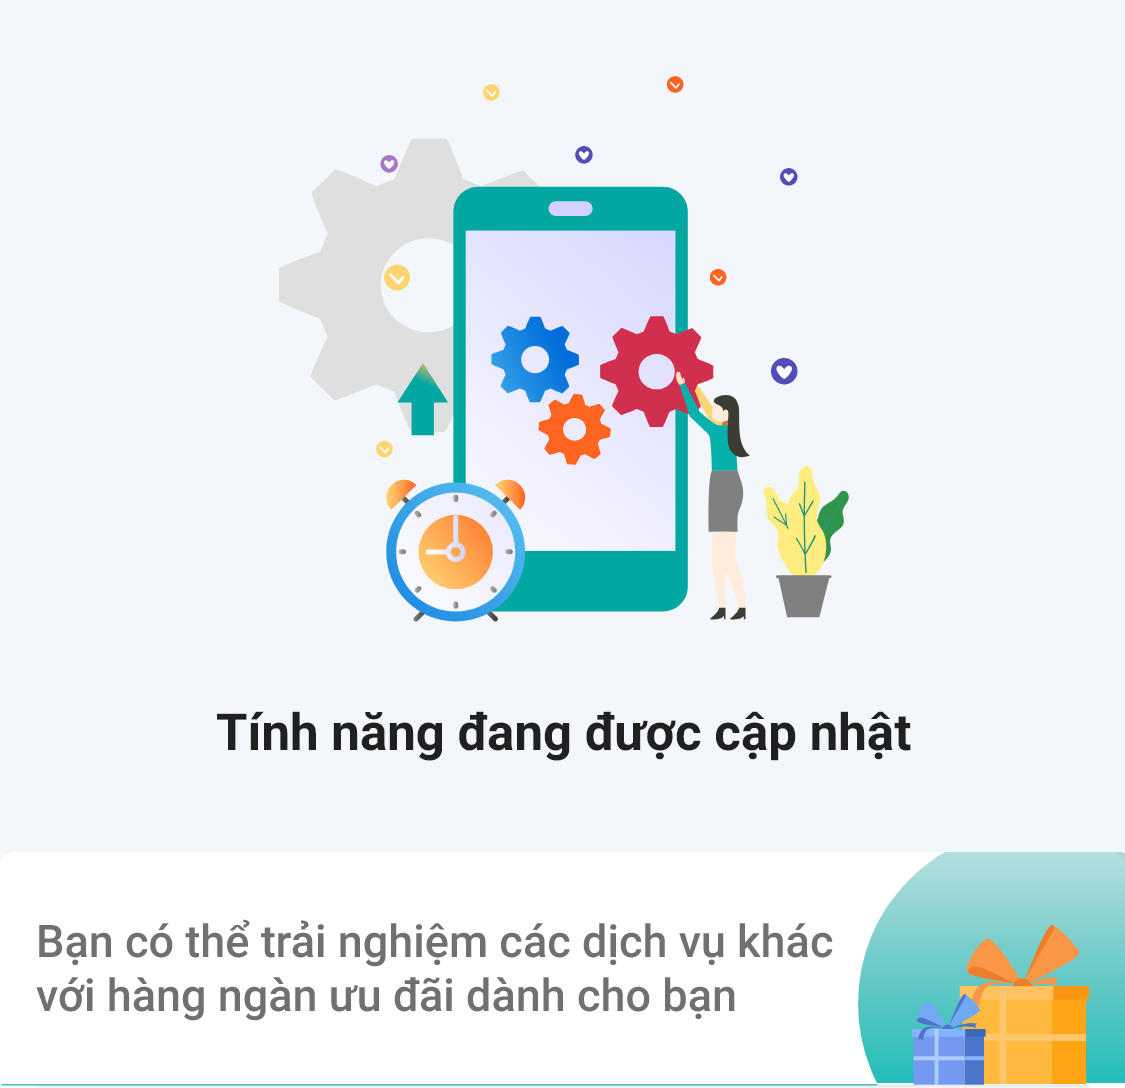 Tính năng đang được cập nhật
Bạn có thể trải nghiệm các dịch vụ khác
với hàng ngàn ưu đãi dành cho bạn